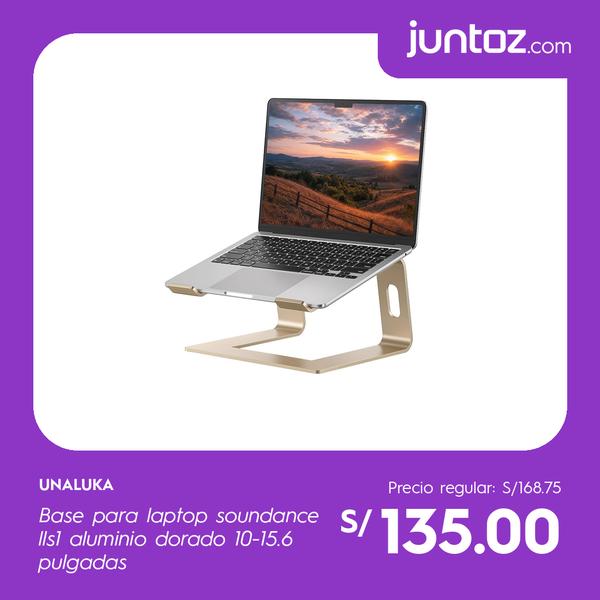 juntoz.com
UNALUKA
Base para laptop soundance
lls1 aluminio dorado 10-15.6
pulgadas
Precio regular: S/168.75
S/ 135.00